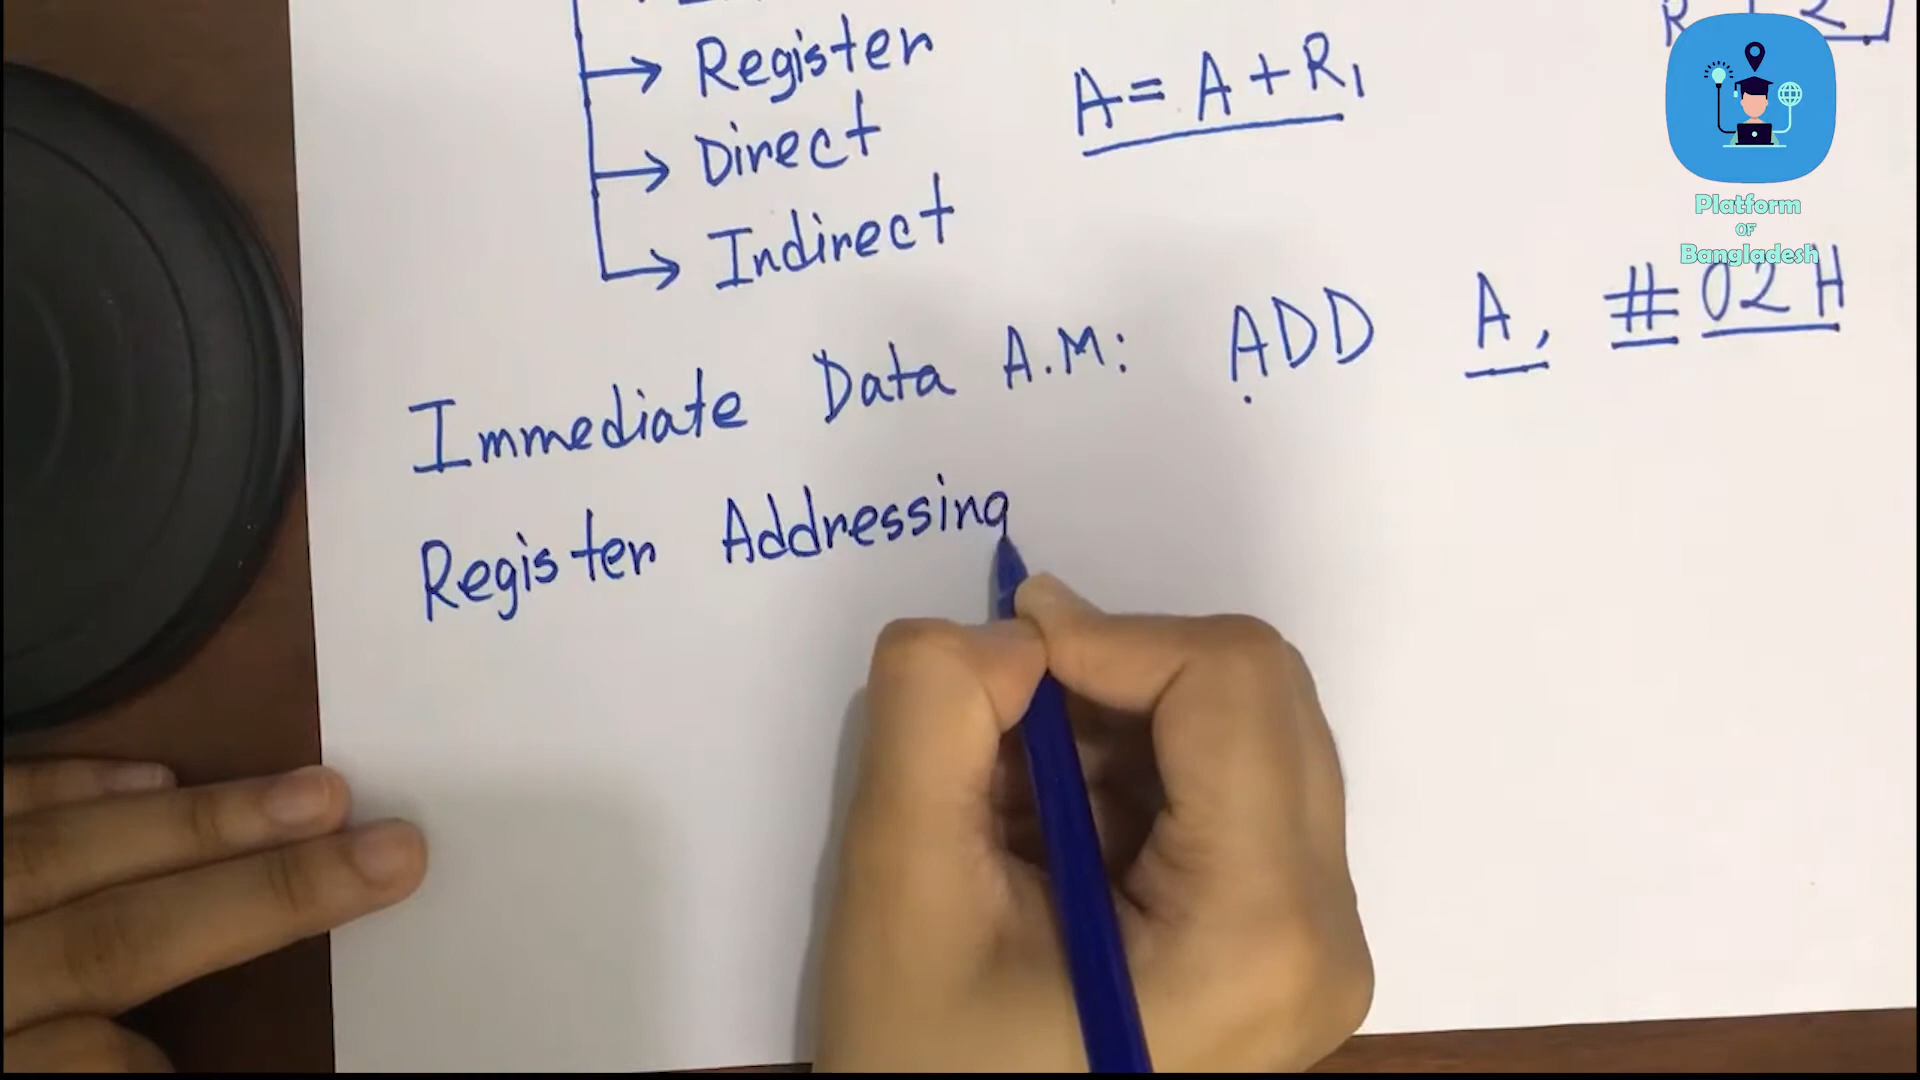 Register
A = A + R1
Direct
Indirect
Platform
OF
Bangladesh
Immediate Data A.M: ADD A, #02H
Register Addressing